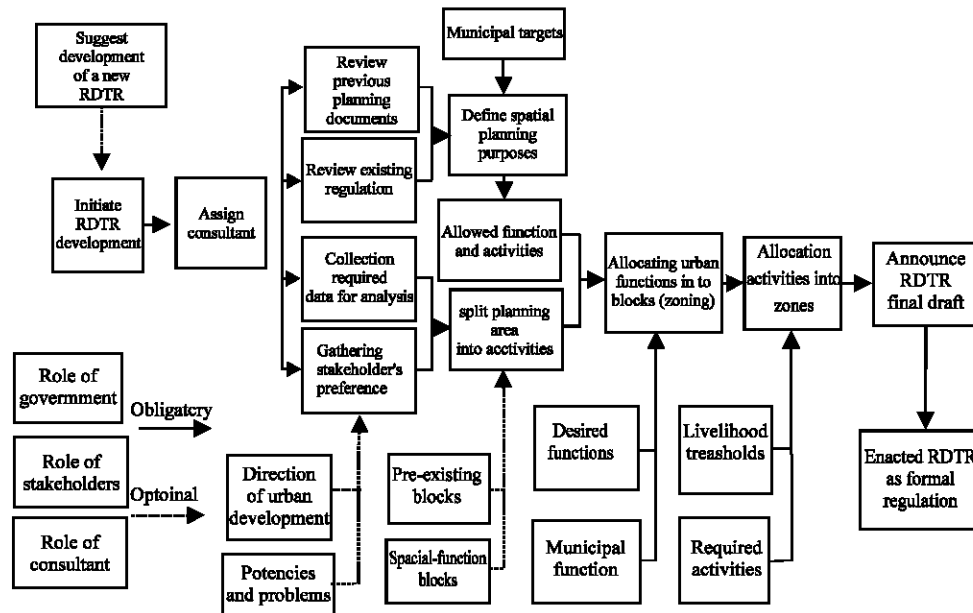 Suggest
development
of a new
RDTR
Initiate
RDTR
development
Assign
consultant
Review
previous
planning
documents
Review existing
regulation
Collection
required
data for analysis
Gathering
stakeholder's
preference
Municipal targets
Define spatial
planning
purposes
Allowed function
and activities
split planning
area
into acctivities
Allocating urban
functions in to
blocks (zoning)
Allocation
activities into
zones
Announce
RDTR
final draft
Enacted RDTR
as formal
regulation
Role of
government
Obligatcry
Role of
stakeholders
Optoinal
Role of
consultant
Direction
of urban
development
Potencies
and problems
Pre-existing
blocks
Spacial-function
blocks
Desired
functions
Municipal
function
Livelihood
treasholds
Required
activities